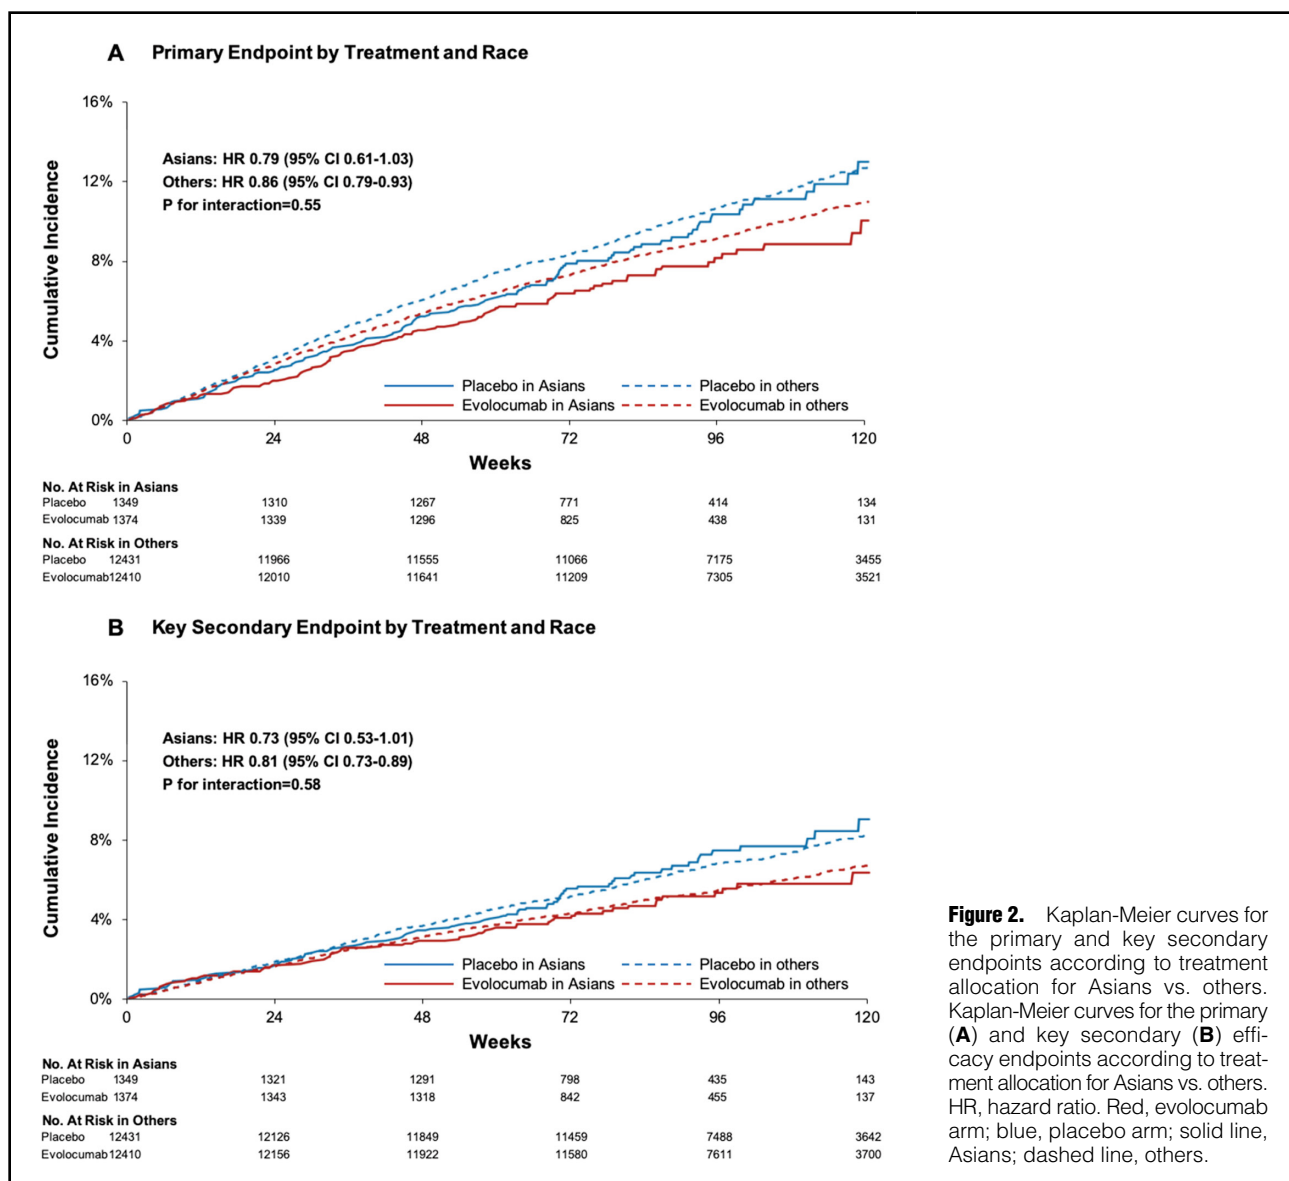 A Primary Endpoint by Treatment and Race
16%
12%
8%
4%
0%
Cumulative Incidence
Asians: HR 0.79 (95% CI 0.61-1.03)
Others: HR 0.86 (95% CI 0.79-0.93)
P for interaction=0.55
Placebo in Asians Placebo in others
Evolocumab in Asians Evolocumab in others
0 24 48 72 96 120
Weeks
No. At Risk in Asians
Placebo 1349 1310 1267 771 414 134
Evolocumab 1374 1339 1296 825 438 131
No. At Risk in Others
Placebo 12431 11966 11555 11066 7175 3455
Evolocumab12410 12010 11641 11209 7305 3521
B Key Secondary Endpoint by Treatment and Race
16%
12%
8%
4%
0%
Cumulative Incidence
Asians: HR 0.73 (95% CI 0.53-1.01)
Others: HR 0.81 (95% CI 0.73-0.89)
P for interaction=0.58
Placebo in Asians Placebo in others
Evolocumab in Asians Evolocumab in others
0 24 48 72 96 120
Weeks
No. At Risk in Asians
Placebo 1349 1321 1291 798 435 143
Evolocumab 1374 1343 1318 842 455 137
No. At Risk in Others
Placebo 12431 12126 11849 11459 7488 3642
Evolocumab12410 12156 11922 11580 7611 3700
Figure 2. Kaplan-Meier curves for
the primary and key secondary
endpoints according to treatment
allocation for Asians vs. others.
Kaplan-Meier curves for the primary
(A) and key secondary (B) effi-
cacy endpoints according to treat-
ment allocation for Asians vs. others.
HR, hazard ratio. Red, evolocumab
arm; blue, placebo arm; solid line,
Asians; dashed line, others.